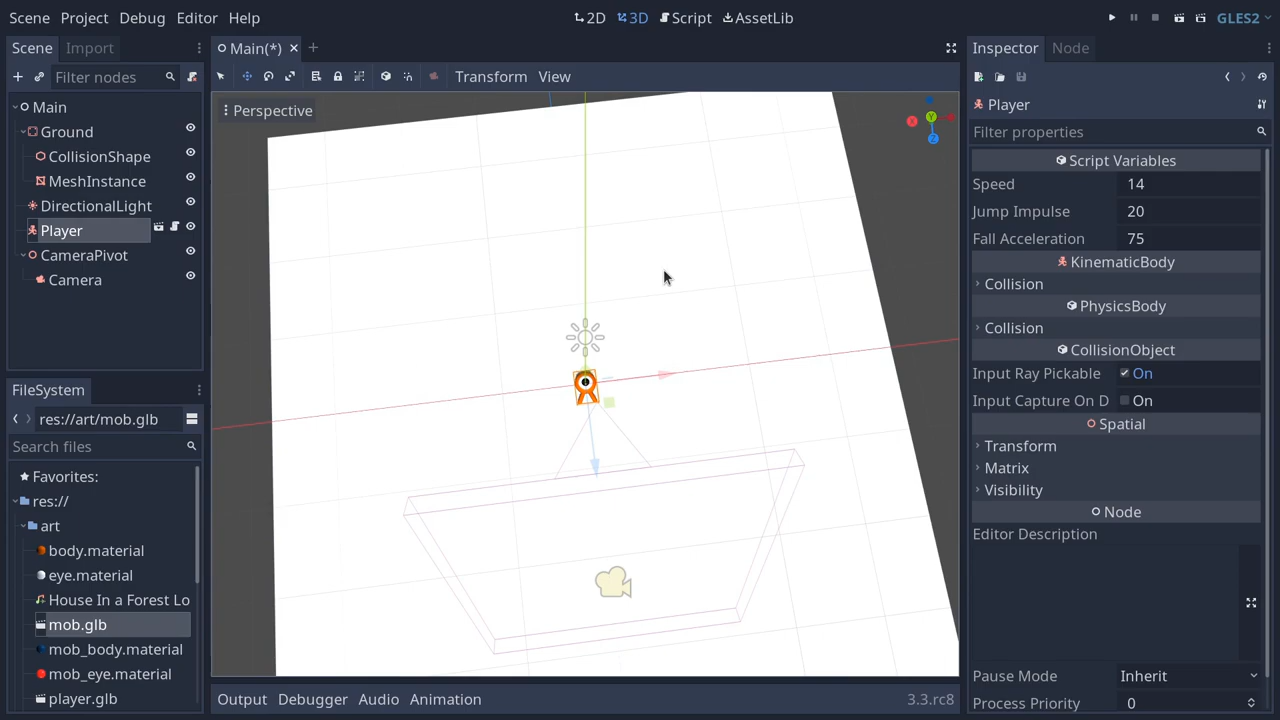 Scene Project Debug Editor Help
2D 3D Script AssetLib
GLES2
Scene Import
Main(*)
Inspector Node
Filter nodes
Transform View
Main
Ground
CollisionShape
MeshInstance
DirectionalLight
Player
CameraPivot
Camera
FileSystem
res://art/mob.glb
Search files
Favorites:
res://
art
body.material
eye.material
House In a Forest Lo
mob.glb
mob_body.material
mob_eye.material
player.glb
Perspective
X
Y
Z
Output Debugger Audio Animation 3.3.rc8
Player
Filter properties
Script Variables
Speed 14
Jump Impulse 20
Fall Acceleration 75
KinematicBody
Collision
PhysicsBody
Collision
CollisionObject
Input Ray Pickable On
Input Capture On D On
Spatial
Transform
Matrix
Visibility
Node
Editor Description
Pause Mode Inherit
Process Priority 0